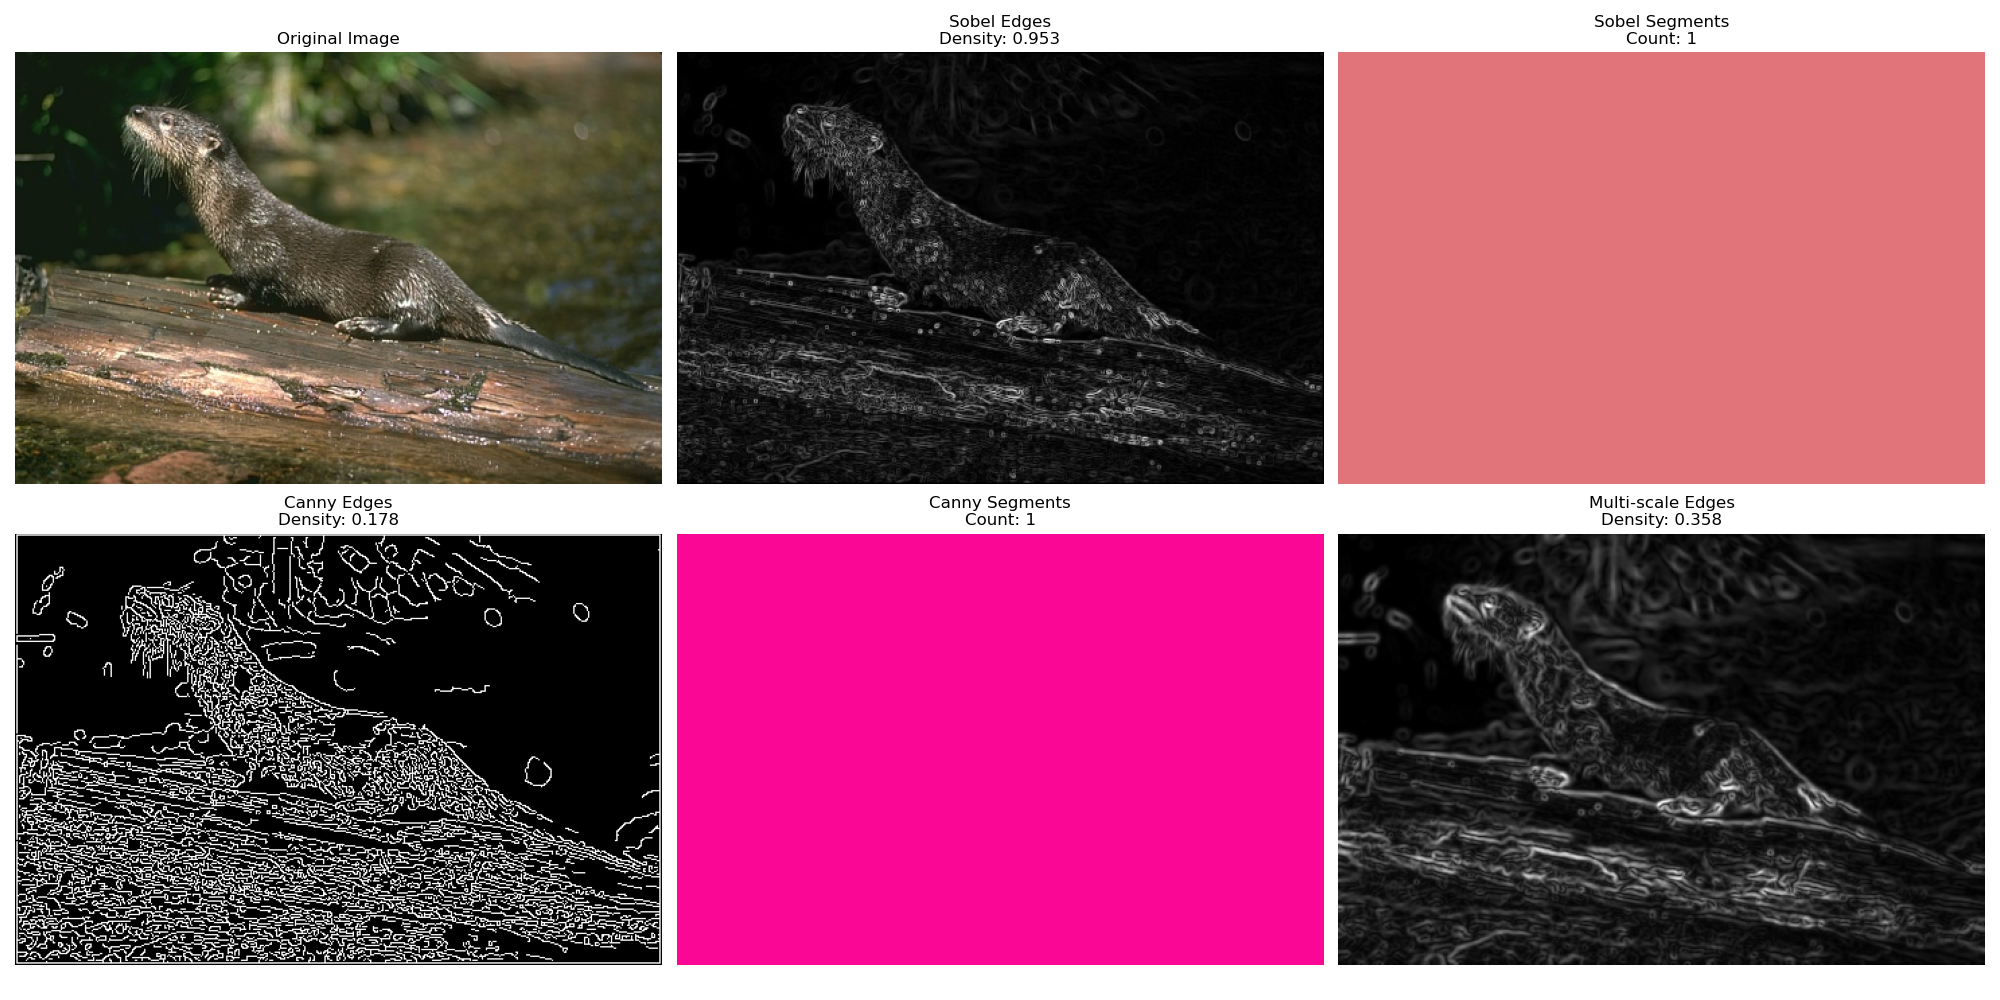 Original Image
Sobel Edges
Density: 0.953
Sobel Segments
Count: 1
Canny Edges
Density: 0.178
Canny Segments
Count: 1
Multi-scale Edges
Density: 0.358